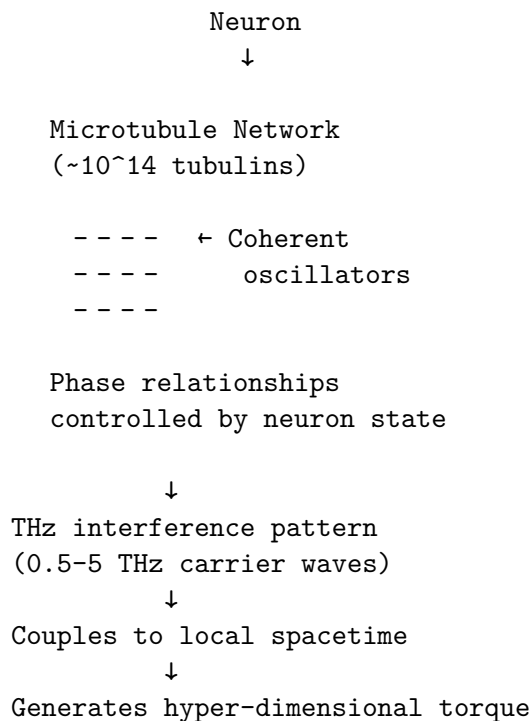 Neuron
↓
Microtubule Network
(~10^14 tubulins)
– – – –  ← Coherent
– – – –  oscillators
– – – –
Phase relationships
controlled by neuron state
↓
THz interference pattern
(0.5–5 THz carrier waves)
↓
Couples to local spacetime
↓
Generates hyper-dimensional torque